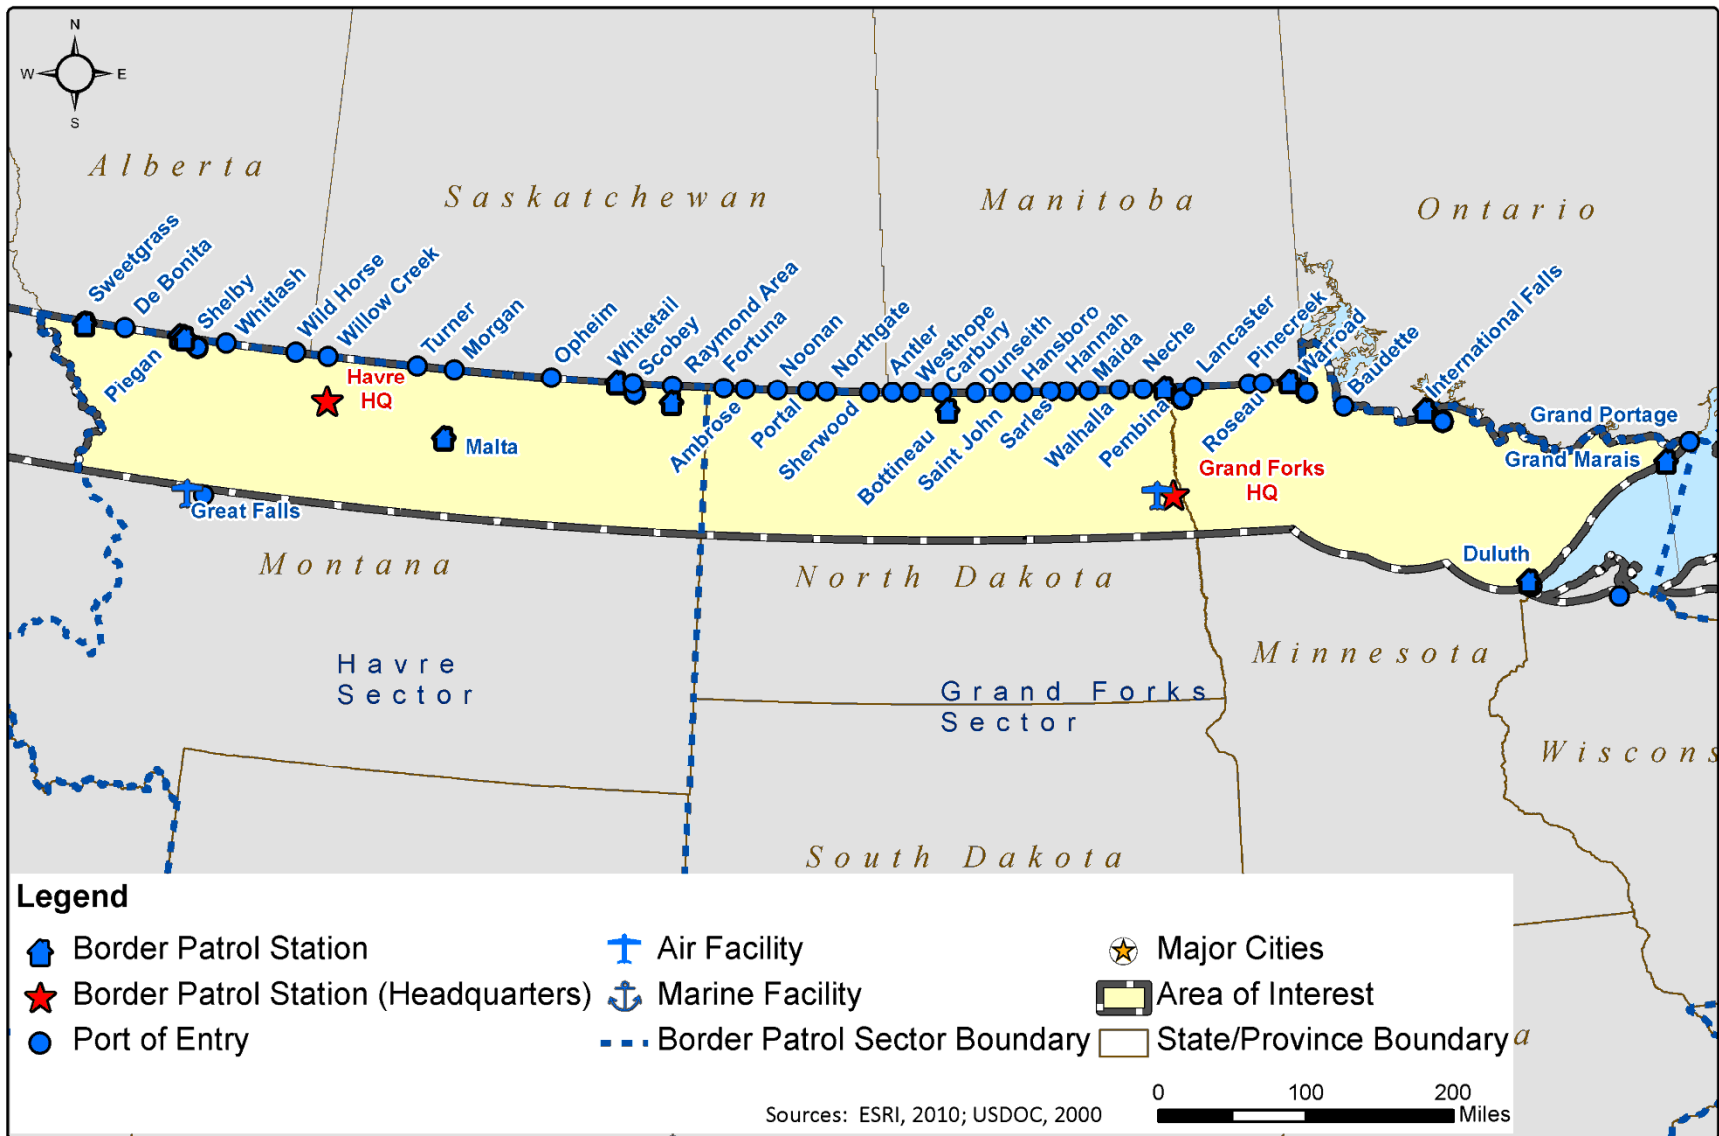 N
W E
S
Alberta
Saskatchewan
Manitoba
Ontario
Sweetgrass
De Bonita
Shelby
Whitlash
Wild Horse
Willow Creek
Turner
Morgan
Opheim
Whitetail
Scobey
Raymond Area
Fortuna
Noonan
Northgate
Antler
Westhope
Carbury
Dunseith
Hansboro
Hannah
Maida
Neche
Lancaster
Pinecreek
Warroad
Baudette
International Falls
Grand Portage
Grand Marais
Piegan
Havre
HQ
Malta
Great Falls
Ambrose
Portal
Sherwood
Bottineau
Saint John
Sarles
Walhalla
Pembina
Roseau
Grand Forks
HQ
Duluth
Montana
North Dakota
Minnesota
Havre
Sector
Grand Forks
Sector
Wiscons
South Dakota
a
Legend
Border Patrol Station
Border Patrol Station (Headquarters)
Port of Entry
Air Facility
Marine Facility
Border Patrol Sector Boundary
Major Cities
Area of Interest
State/Province Boundary
0 100 200
Miles
Sources: ESRI, 2010; USDOC, 2000